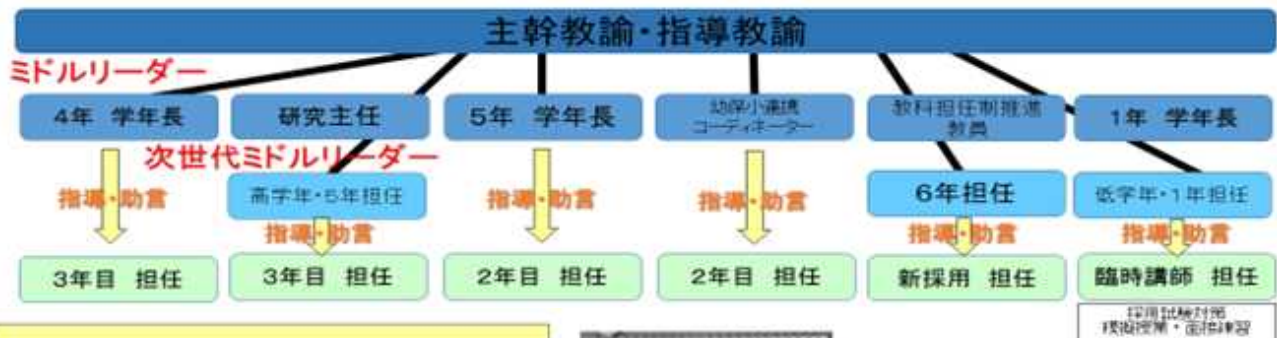 主幹教諭・指導教諭
ミドルリーダー
4年 学年長
研究主任
5年 学年長
幼保小連携
コーディネーター
教科担任制推進
教員
1年 学年長
次世代ミドルリーダー
指導・助言
高学年・5年担任
指導・助言
指導・助言
6年担任
低学年・1年担任
指導・助言
指導・助言
指導・助言
3年目 担任
3年目 担任
2年目 担任
2年目 担任
新採用 担任
臨時講師 担任
採用試験対策
模擬授業・面接練習